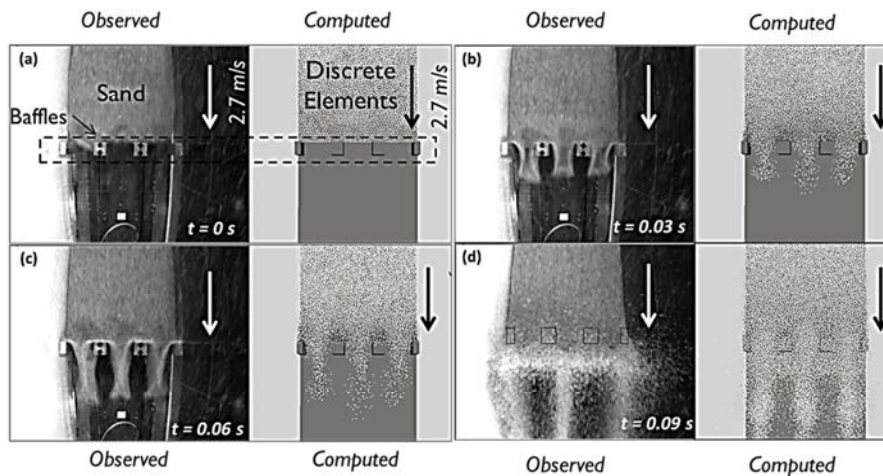 Observed
Computed
Observed
Computed
(a)
Sand
Baffles
2.7 m/s
t = 0 s
Discrete
Elements
2.7 m/s
(b)
t = 0.03 s
(c)
t = 0.06 s
(d)
t = 0.09 s
Observed
Computed
Observed
Computed